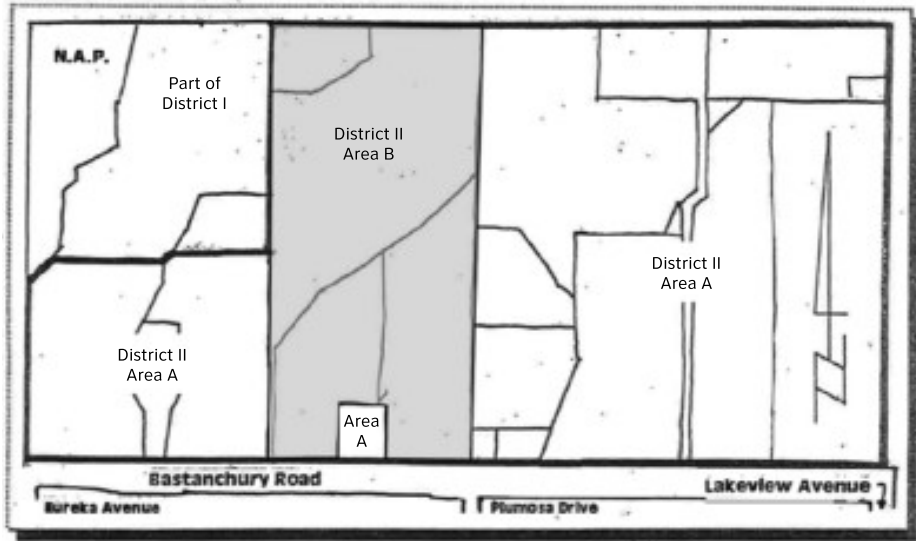 N.A.P.
Part of
District I
District II
Area B
District II
Area A
District II
Area A
Area
A
Bastanchury Road
Lakeview Avenue
Eureka Avenue
Plumosa Drive